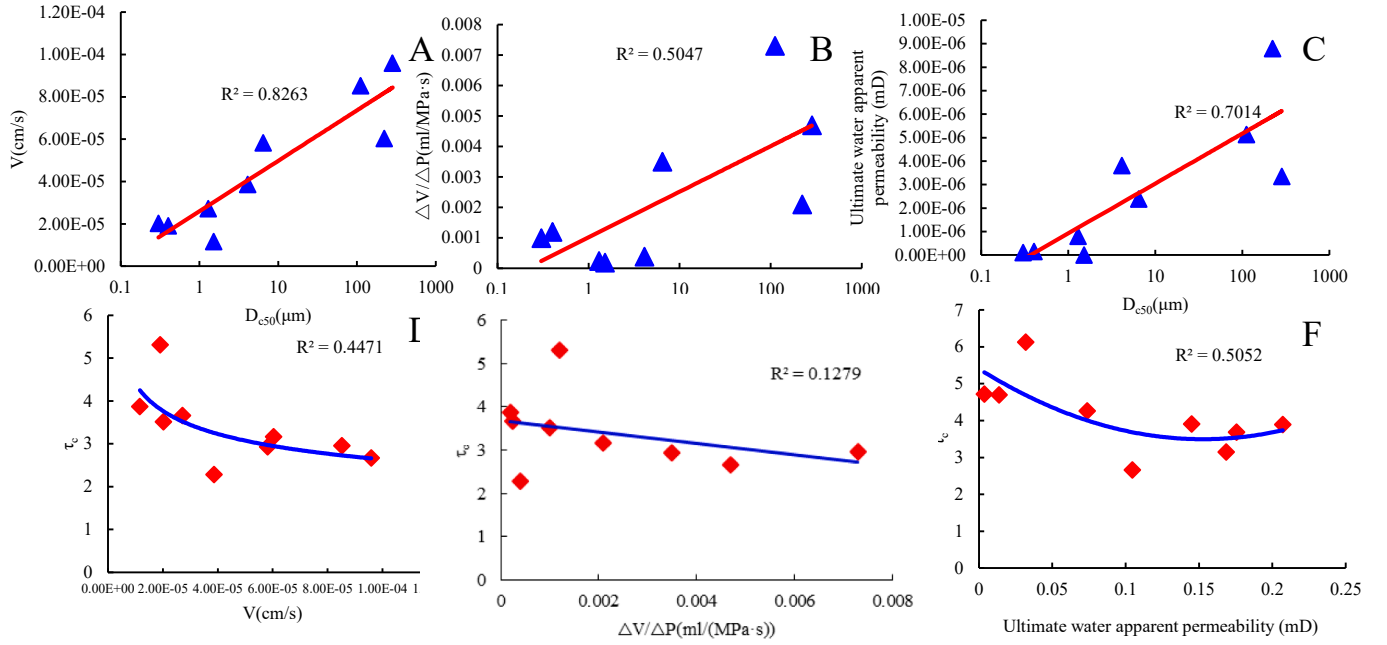 1.20E-04
1.00E-04
8.00E-05
6.00E-05
4.00E-05
2.00E-05
0.00E+00
V(cm/s)
R² = 0.8263
A
0.1 1 10 100 1000
D_c50(μm)
0.008
0.007
0.006
0.005
0.004
0.003
0.002
0.001
0
△V/△P(ml/MPa·s)
R² = 0.5047
B
0.1 1 10 100 1000
1.00E-05
9.00E-06
8.00E-06
7.00E-06
6.00E-06
5.00E-06
4.00E-06
3.00E-06
2.00E-06
1.00E-06
0.00E+00
Ultimate water apparent
permeability (mD)
R² = 0.7014
C
0.1 1 10 100 1000
D_c50(μm)
6
5
4
3
2
1
0
τ_c
R² = 0.4471
I
0.00E+00 2.00E-05 4.00E-05 6.00E-05 8.00E-05 1.00E-04 1
V(cm/s)
6
5
4
3
2
1
0
τ_c
R² = 0.1279
0 0.002 0.004 0.006 0.008
△V/△P(ml/(MPa·s))
7
6
5
4
3
2
1
0
R² = 0.5052
F
0 0.05 0.1 0.15 0.2 0.25
Ultimate water apparent permeability (mD)